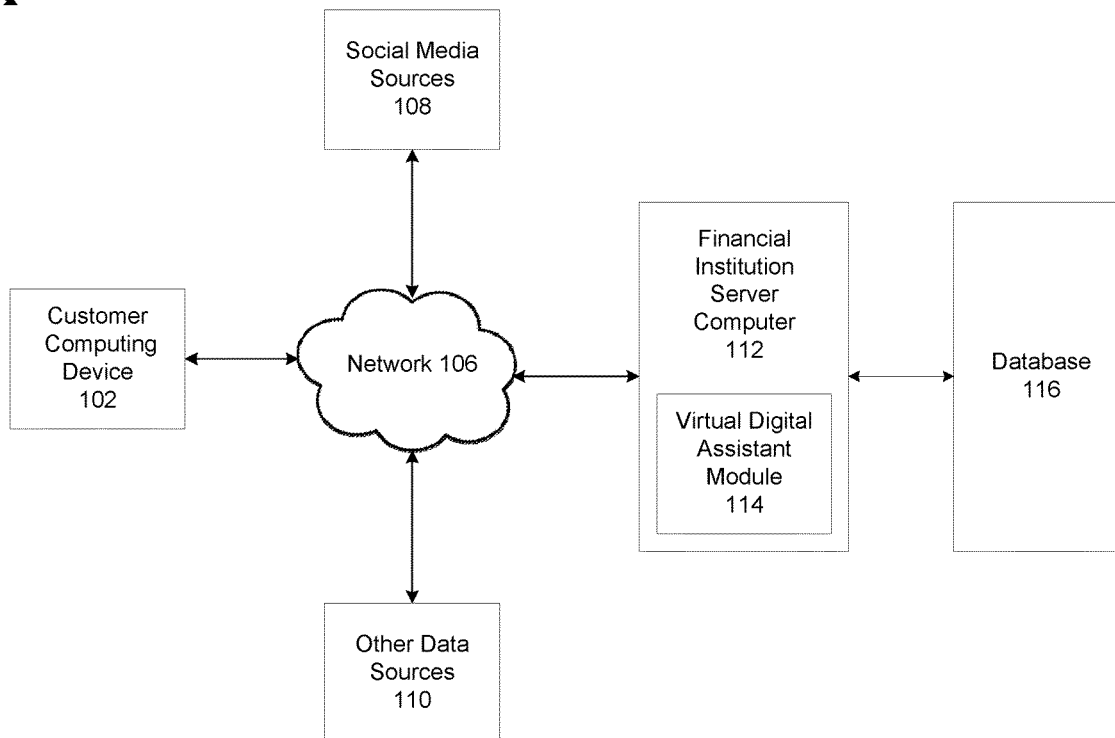 Social Media
Sources
108
Financial
Institution
Server
Computer
112
Customer
Computing
Device
102
Network 106
Database
116
Virtual Digital
Assistant
Module
114
Other Data
Sources
110